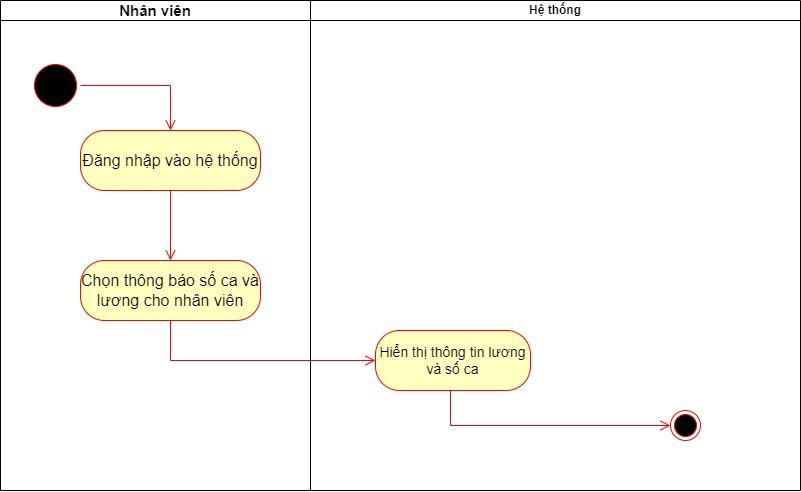 Nhân viên
Hệ thống
Đăng nhập vào hệ thống
Chọn thông báo số ca và
lương cho nhân viên
Hiển thị thông tin lương
và số ca